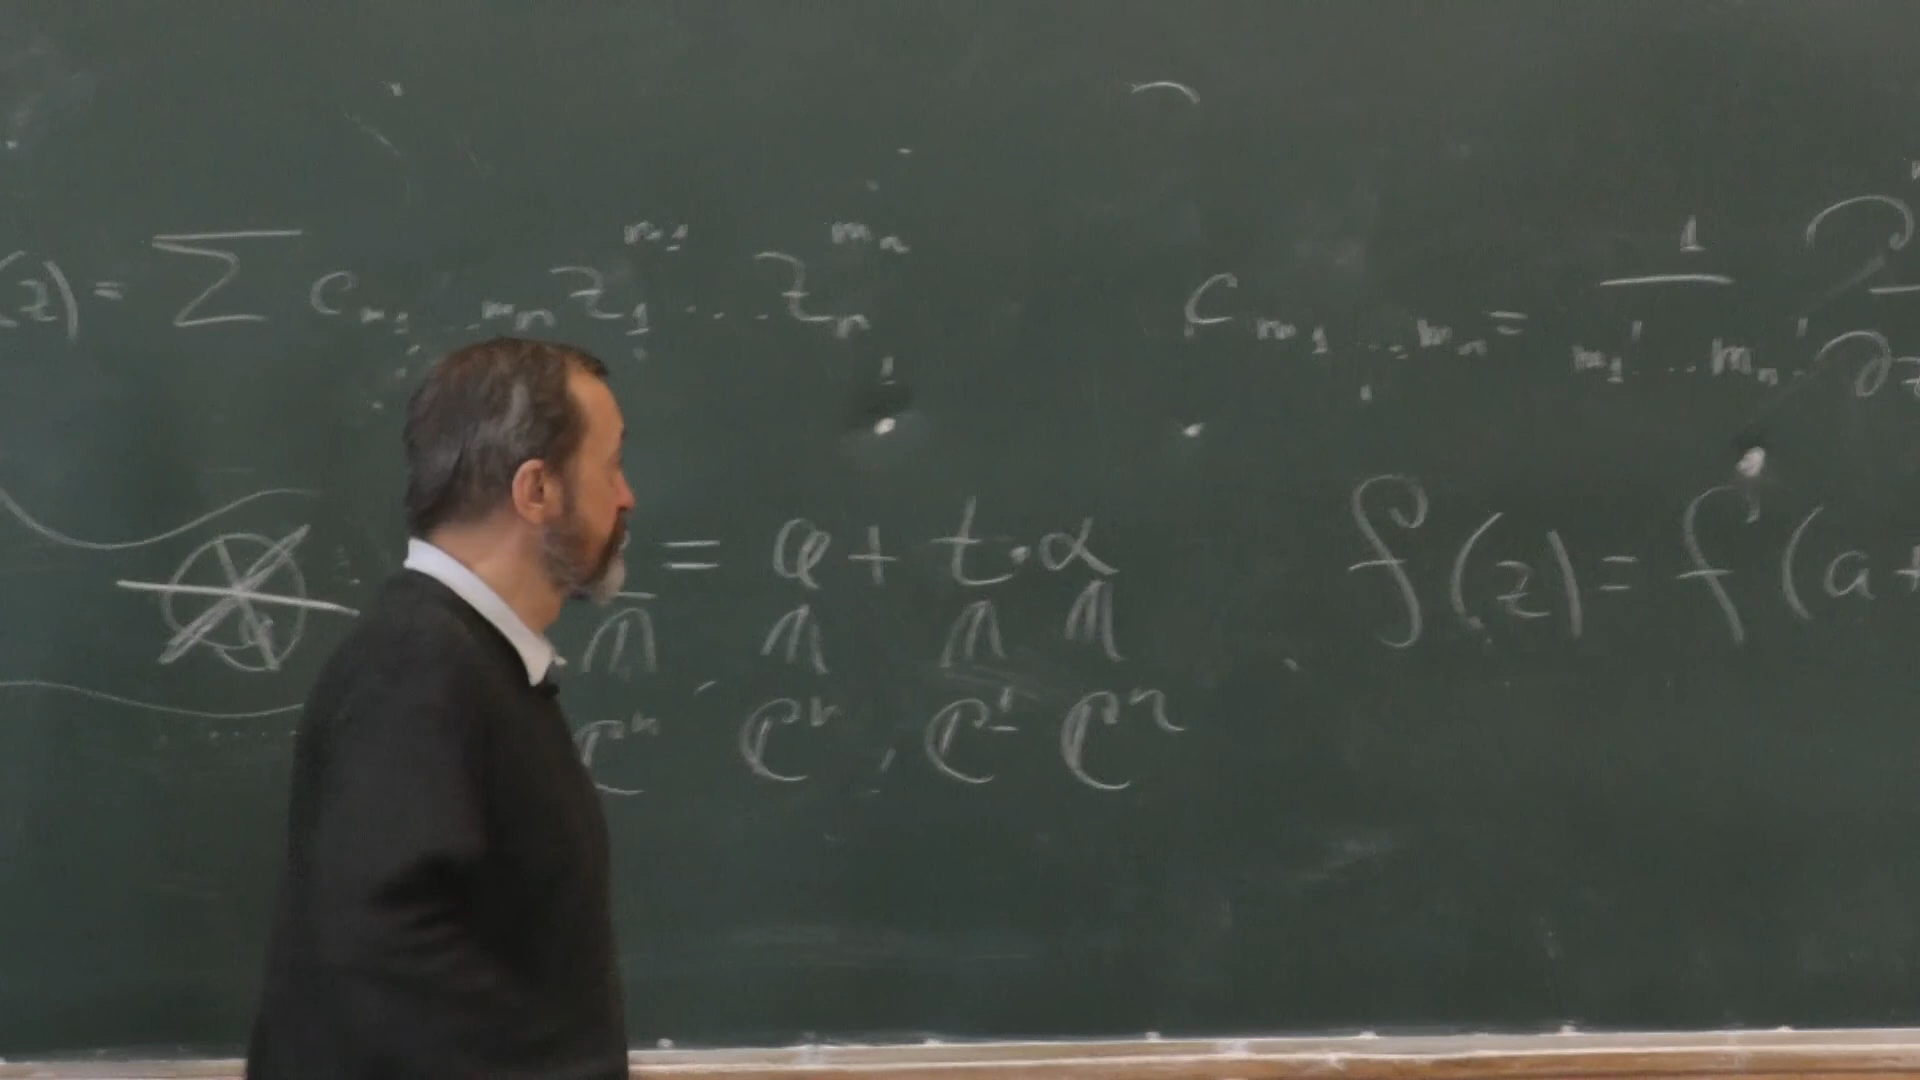 (z) = ∑ c_{m_1 ... m_n} z_1^{m_1} ... z_n^{m_n}
c_{m_1 ... m_n} = 1 / (m_1! ... m_n!) ∂ / ∂z
= a + t · α
f(z) = f(a +
ℂ^n ℂ^n , ℂ^1 ℂ^n